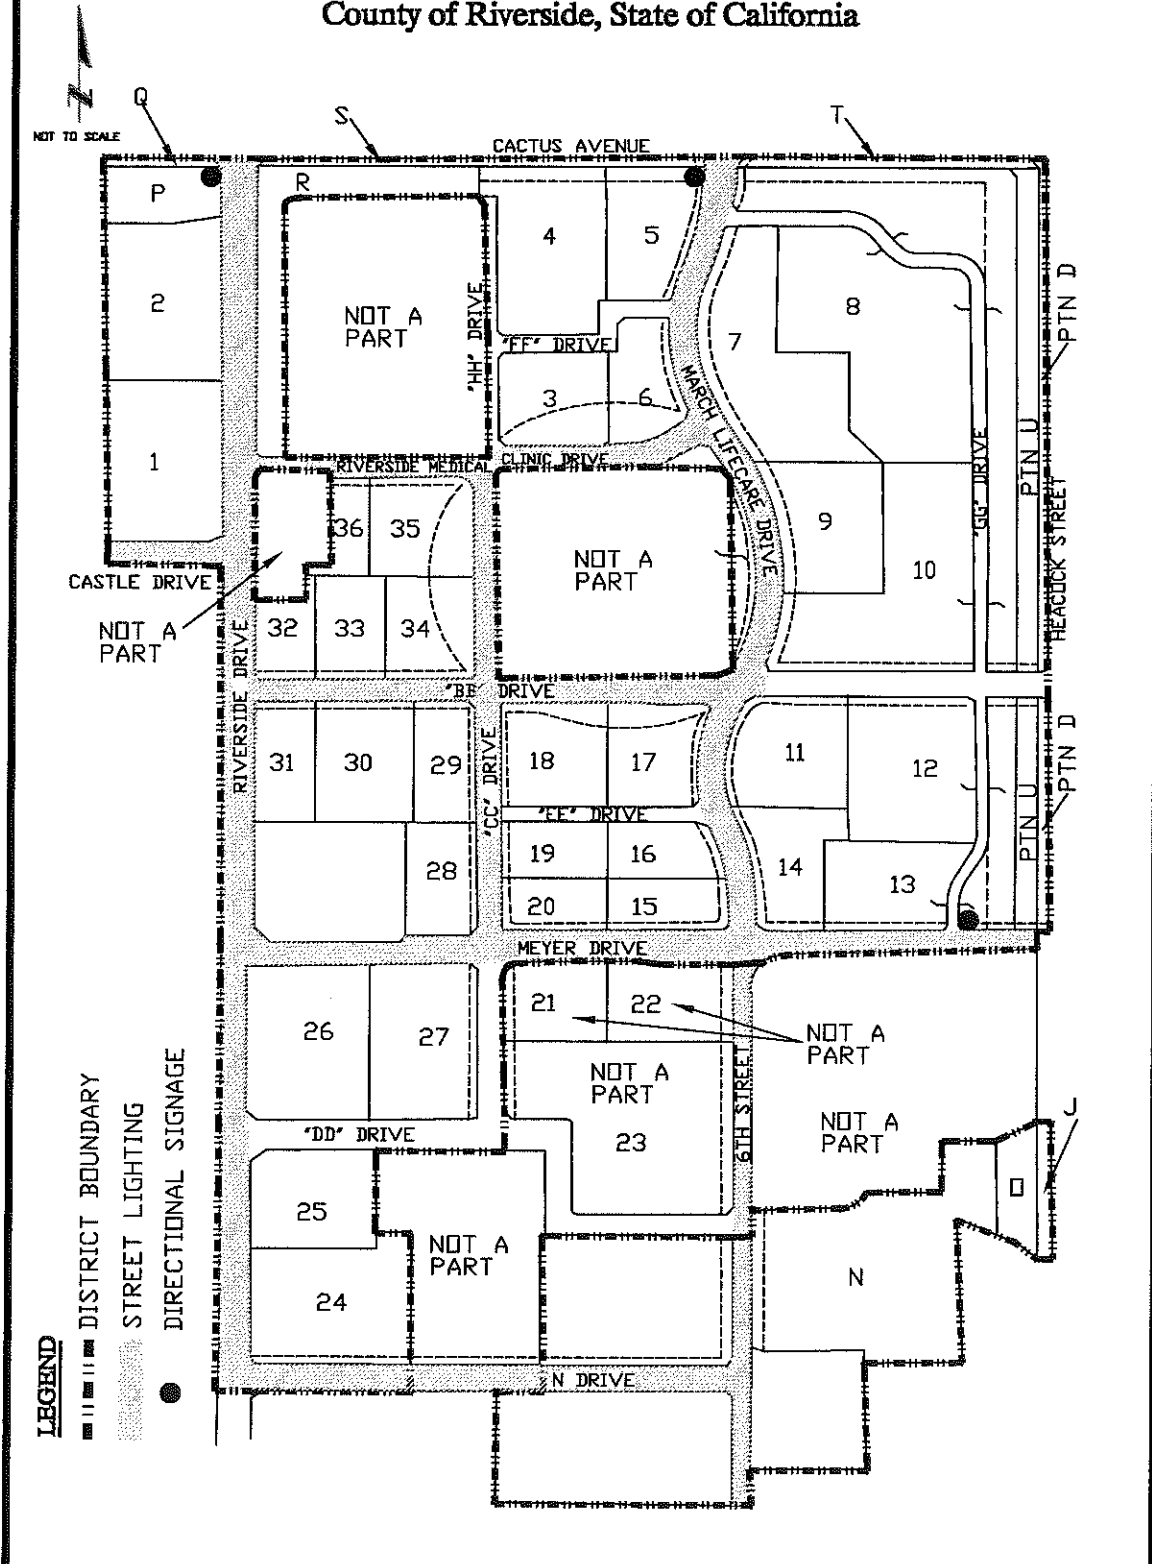 County of Riverside, State of California
N
NOT TO SCALE
Q
S
T
CACTUS AVENUE
P
R
4
5
2
NOT A
PART
"HH" DRIVE
8
7
PTN D
"FF" DRIVE
3
6
MARCH LIFECARE DRIVE
1
RIVERSIDE MEDICAL CLINIC DRIVE
"GG" DRIVE
PTN U
HEACOCK STREET
36
35
9
NOT A
PART
10
CASTLE DRIVE
NOT A
PART
32
33
34
RIVERSIDE DRIVE
"BB" DRIVE
31
30
29
"CC" DRIVE
18
17
11
12
PTN D
"EE" DRIVE
PTN U
28
19
16
14
13
20
15
MEYER DRIVE
26
27
21
22
NOT A
PART
NOT A
PART
6TH STREET
NOT A
PART
23
"DD" DRIVE
J
O
25
NOT A
PART
N
24
N DRIVE
LEGEND
DISTRICT BOUNDARY
STREET LIGHTING
DIRECTIONAL SIGNAGE